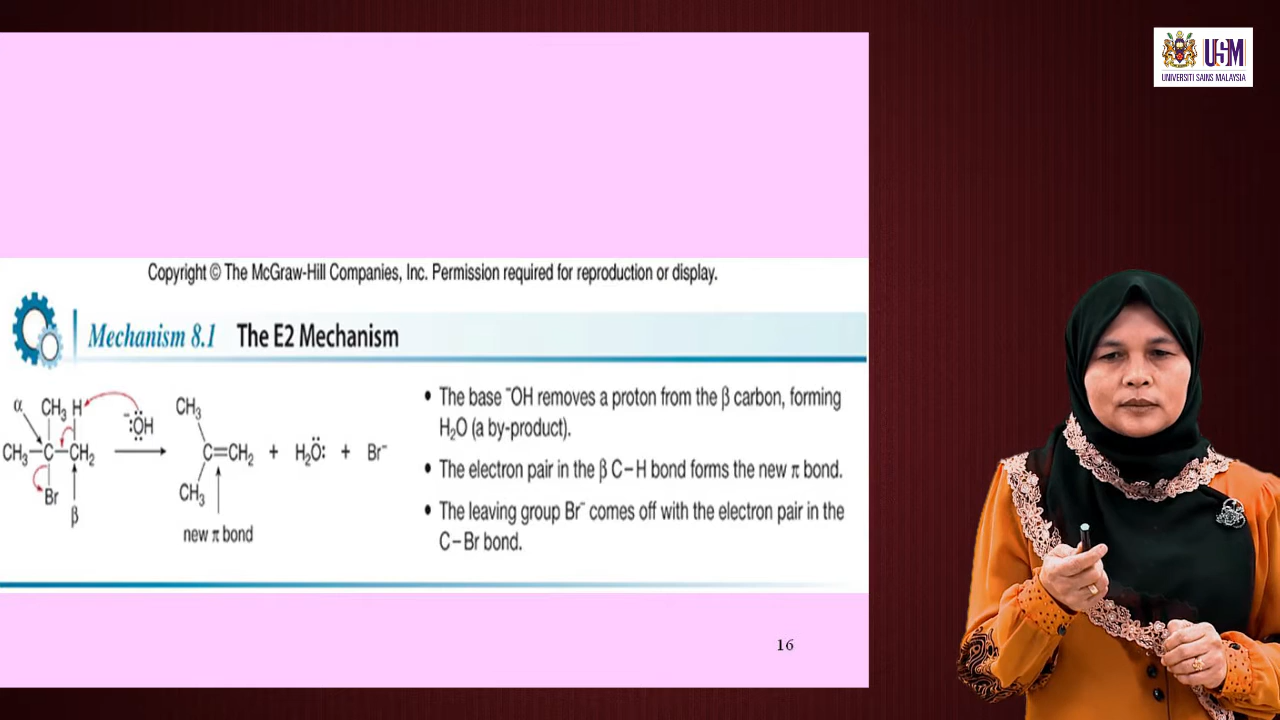 USM
UNIVERSITI SAINS MALAYSIA
Copyright © The McGraw-Hill Companies, Inc. Permission required for reproduction or display.
Mechanism 8.1 The E2 Mechanism
α CH₃ H ⁻:ÖH
CH₃–C–CH₂
Br
β
CH₃
C=CH₂ + H₂Ö: + Br⁻
CH₃
new π bond
• The base ⁻OH removes a proton from the β carbon, forming
H₂O (a by-product).
• The electron pair in the β C–H bond forms the new π bond.
• The leaving group Br⁻ comes off with the electron pair in the
C–Br bond.
16